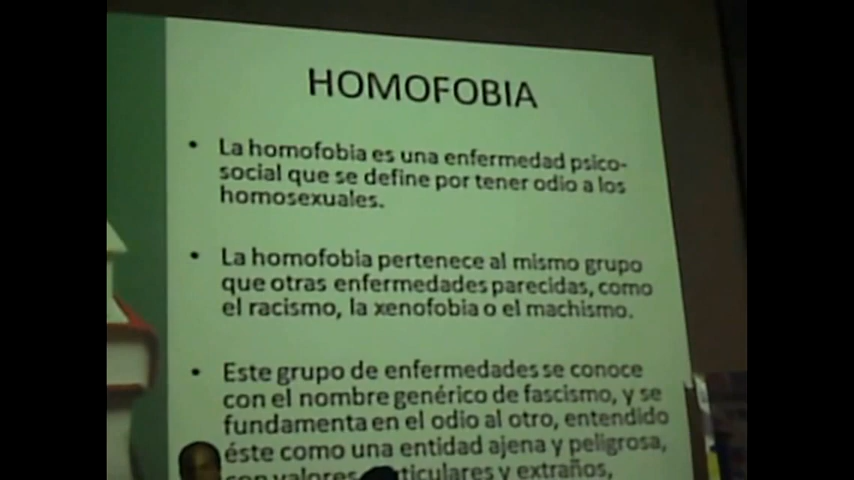 HOMOFOBIA
• La homofobia es una enfermedad psico-
social que se define por tener odio a los
homosexuales.
• La homofobia pertenece al mismo grupo
que otras enfermedades parecidas, como
el racismo, la xenofobia o el machismo.
• Este grupo de enfermedades se conoce
con el nombre genérico de fascismo, y se
fundamenta en el odio al otro, entendido
éste como una entidad ajena y peligrosa,
con valores y extraños,